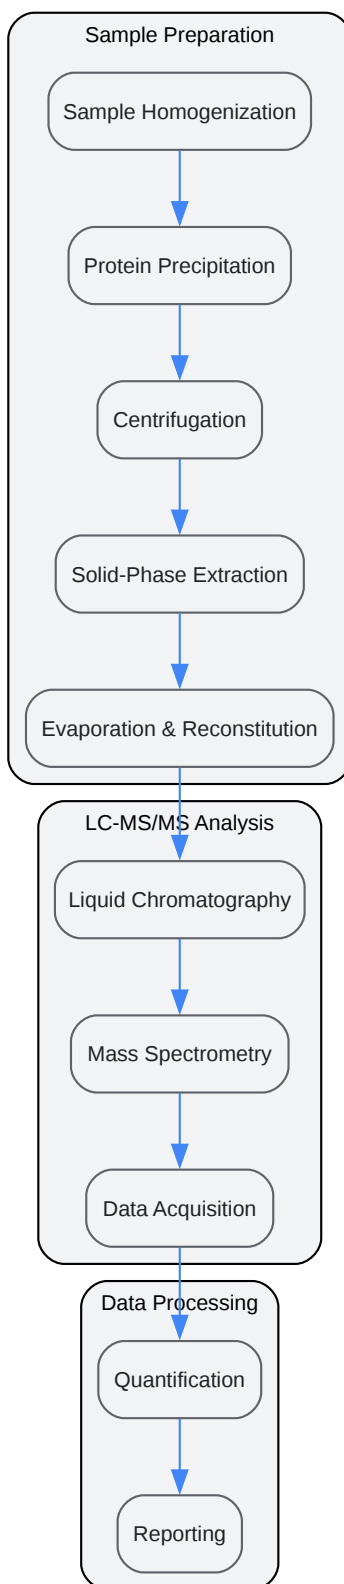 Sample Preparation
Sample Homogenization
Protein Precipitation
Centrifugation
Solid-Phase Extraction
Evaporation & Reconstitution
LC-MS/MS Analysis
Liquid Chromatography
Mass Spectrometry
Data Acquisition
Data Processing
Quantification
Reporting